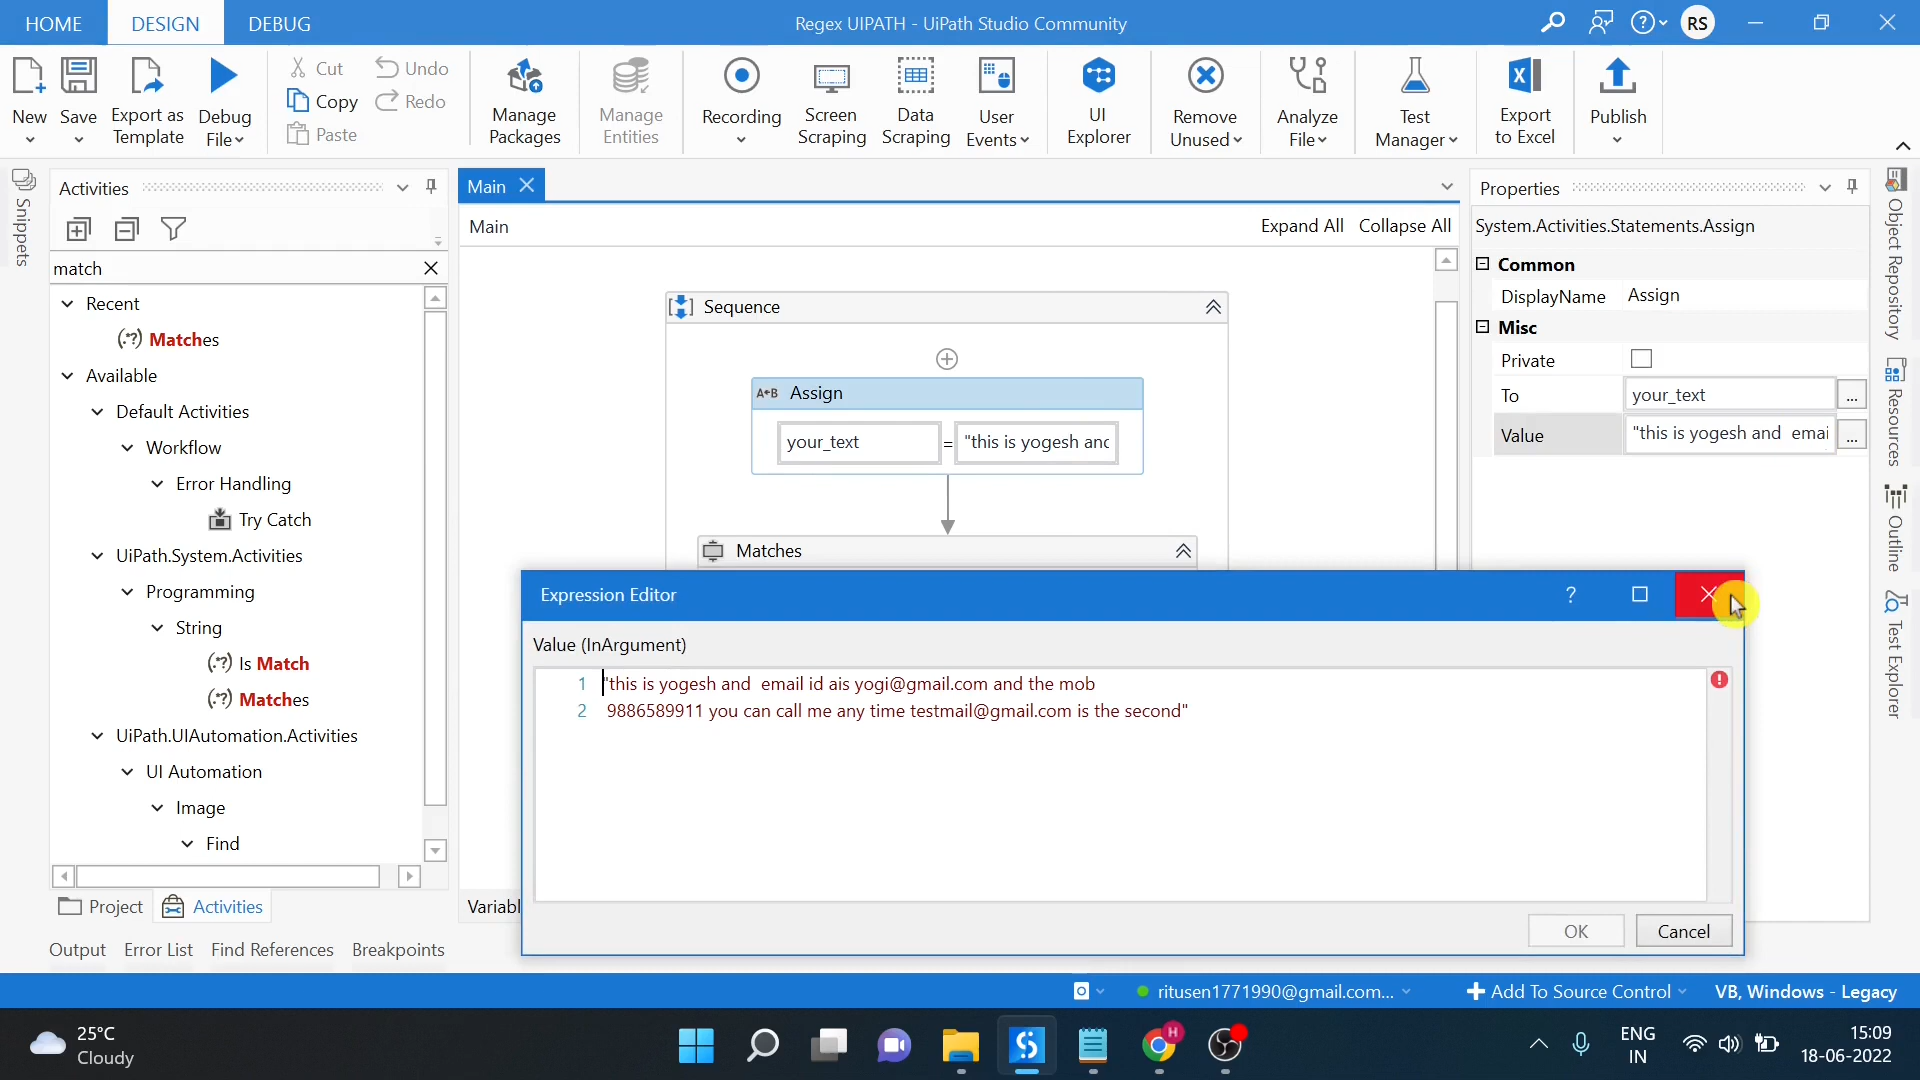 HOME DESIGN DEBUG
Regex UIPATH - UiPath Studio Community
RS
New
Save
Export as Template
Debug File
Cut
Copy
Paste
Undo
Redo
Manage Packages
Manage Entities
Recording
Screen Scraping
Data Scraping
User Events
UI Explorer
Remove Unused
Analyze File
Test Manager
Export to Excel
Publish
Snippets
Activities
match
Recent
Matches
Available
Default Activities
Workflow
Error Handling
Try Catch
UiPath.System.Activities
Programming
String
Is Match
Matches
UiPath.UIAutomation.Activities
UI Automation
Image
Find
Project
Activities
Main
Main
Expand All Collapse All
Sequence
A+B Assign
your_text = "this is yogesh anc
Matches
Variabl
Properties
System.Activities.Statements.Assign
Common
DisplayName Assign
Misc
Private
To your_text ...
Value "this is yogesh and  emai ...
Object Repository
Resources
Outline
Test Explorer
Expression Editor
?
Value (InArgument)
1 "this is yogesh and  email id ais yogi@gmail.com and the mob
2 9886589911 you can call me any time testmail@gmail.com is the second"
OK Cancel
Output Error List Find References Breakpoints
ritusen1771990@gmail.com...
Add To Source Control
VB, Windows - Legacy
25°C
Cloudy
H
ENG
IN
15:09
18-06-2022